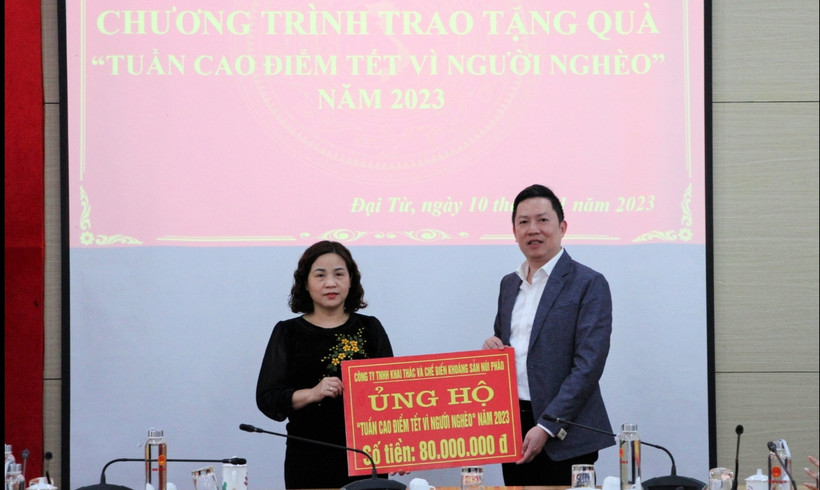 CHƯƠNG TRÌNH TRAO TẶNG QUÀ
“TUẦN CAO ĐIỂM TẾT VÌ NGƯỜI NGHÈO”
NĂM 2023
Đại Từ, ngày 10 thá 1 năm 2023
CÔNG TY TNHH KHAI THÁC VÀ CHẾ BIẾN KHOÁNG SẢN NÚI PHÁO
ỦNG HỘ
"TUẦN CAO ĐIỂM TẾT VÌ NGƯỜI NGHÈO" NĂM 2023
Số tiền: 80.000.000 đ